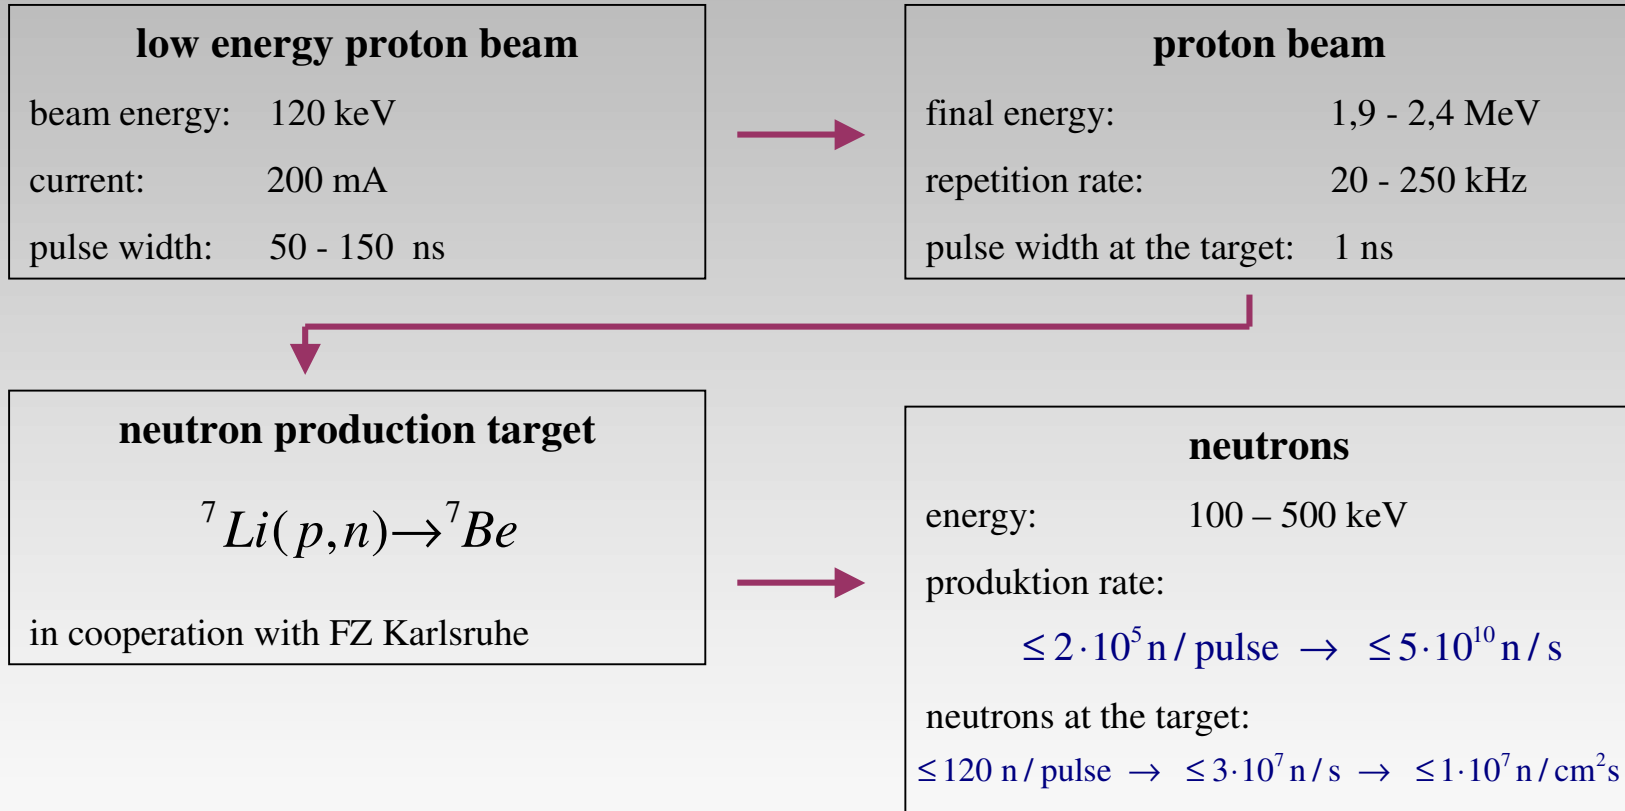 low energy proton beam
beam energy: 120 keV
current: 200 mA
pulse width: 50 - 150 ns
proton beam
final energy: 1,9 - 2,4 MeV
repetition rate: 20 - 250 kHz
pulse width at the target: 1 ns
neutron production target
⁷Li(p,n)→⁷Be
in cooperation with FZ Karlsruhe
neutrons
energy: 100 – 500 keV
produktion rate:
≤ 2·10⁵ n / pulse → ≤ 5·10¹⁰ n / s
neutrons at the target:
≤ 120 n / pulse → ≤ 3·10⁷ n / s → ≤ 1·10⁷ n / cm²s